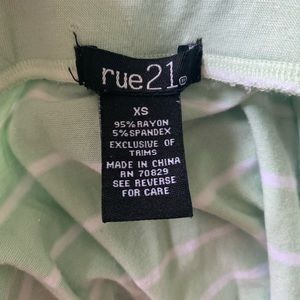 rue21®
XS
95% RAYON
5% SPANDEX
EXCLUSIVE OF
TRIMS
MADE IN CHINA
RN 70829
SEE REVERSE
FOR CARE